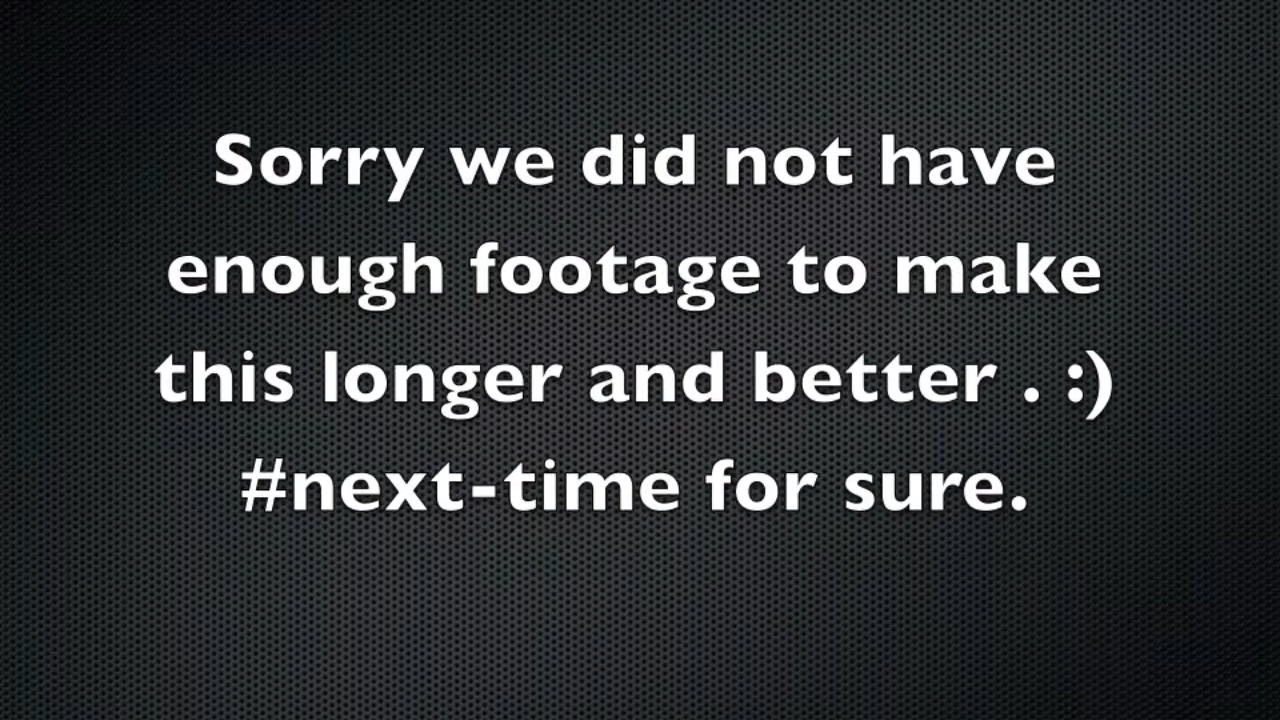 Sorry we did not have
enough footage to make
this longer and better . :)
#next-time for sure.